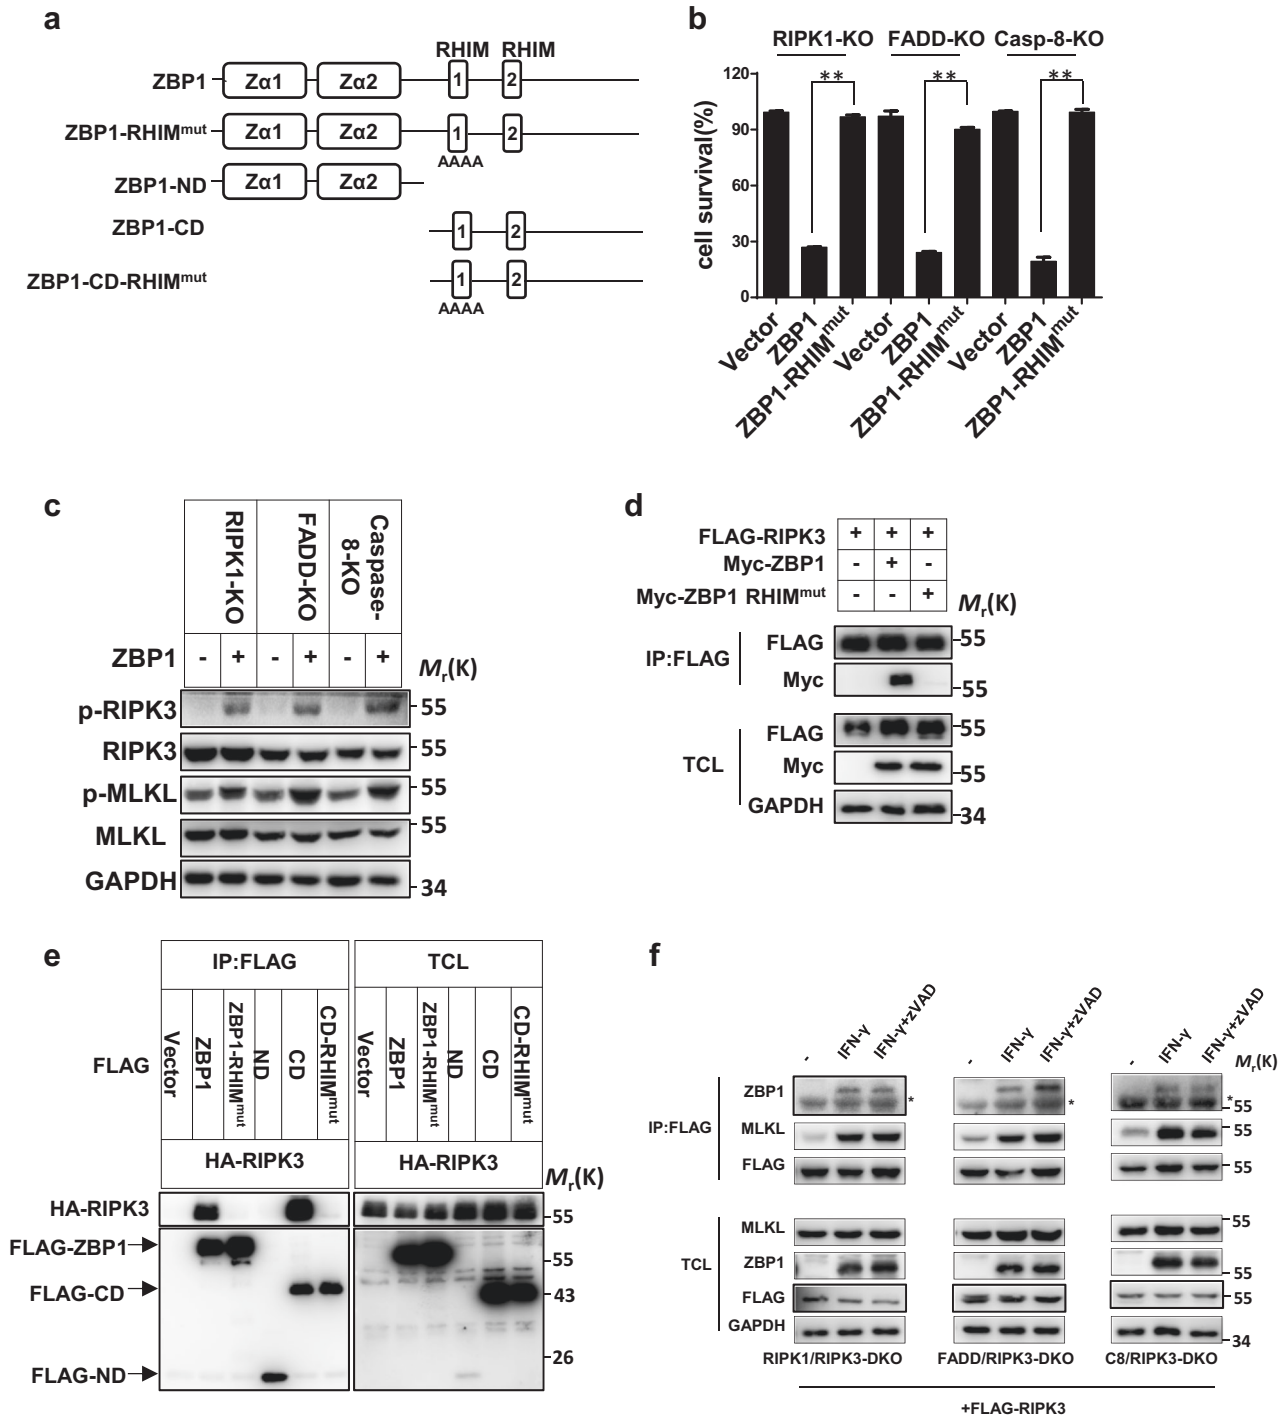 a
RHIM RHIM
ZBP1 Zα1 Zα2 1 2
ZBP1-RHIMmut Zα1 Zα2 1 2
AAAA
ZBP1-ND Zα1 Zα2
ZBP1-CD 1 2
ZBP1-CD-RHIMmut 1 2
AAAA
b
RIPK1-KO FADD-KO Casp-8-KO
** ** **
cell survival(%)
120
90
60
30
0
Vector
ZBP1
ZBP1-RHIMmut
Vector
ZBP1
ZBP1-RHIMmut
Vector
ZBP1
ZBP1-RHIMmut
c
RIPK1-KO
FADD-KO
Caspase-
8-KO
ZBP1 - + - + - +
Mr(K)
p-RIPK3 55
RIPK3 55
p-MLKL 55
MLKL 55
GAPDH 34
d
FLAG-RIPK3 + + +
Myc-ZBP1 - + -
Myc-ZBP1 RHIMmut - - +
Mr(K)
IP:FLAG
FLAG 55
Myc 55
TCL
FLAG 55
Myc 55
GAPDH 34
e
IP:FLAG TCL
FLAG
Vector
ZBP1
ZBP1-RHIMmut
ND
CD
CD-RHIMmut
Vector
ZBP1
ZBP1-RHIMmut
ND
CD
CD-RHIMmut
HA-RIPK3 HA-RIPK3
Mr(K)
HA-RIPK3 55
FLAG-ZBP1 55
FLAG-CD 43
26
FLAG-ND
f
- IFN-γ IFN-γ+zVAD - IFN-γ IFN-γ+zVAD - IFN-γ IFN-γ+zVAD
Mr(K)
IP:FLAG
ZBP1 * * * 55
MLKL 55
FLAG 55
TCL
MLKL 55
ZBP1 55
FLAG 55
GAPDH 34
RIPK1/RIPK3-DKO FADD/RIPK3-DKO C8/RIPK3-DKO
+FLAG-RIPK3